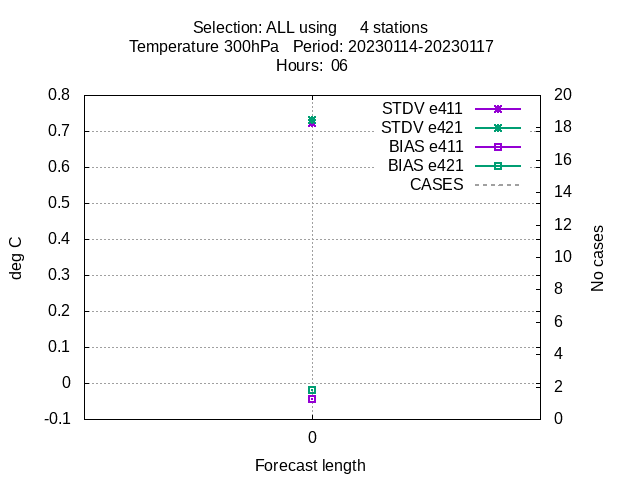 Selection: ALL using 4 stations
Temperature 300hPa Period: 20230114-20230117
Hours: 06
0.8
0.7
0.6
0.5
0.4
0.3
0.2
0.1
0
-0.1
deg C
STDV e411
STDV e421
BIAS e411
BIAS e421
CASES
20
18
16
14
12
10
8
6
4
2
0
No cases
0
Forecast length